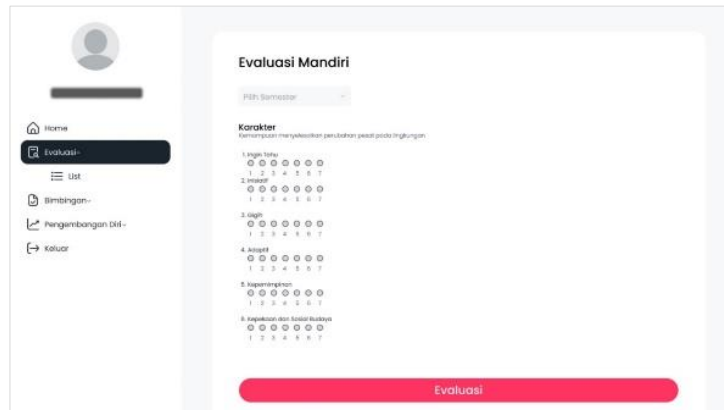 Home
Evaluasi
List
Bimbingan
Pengembangan Diri
Keluar
Evaluasi Mandiri
Pilih Semester
Karakter
Kemampuan menyelesaikan perubahan pesat pada lingkungan
1. Ingin Tahu
1 2 3 4 5 6 7
2. Inisiatif
1 2 3 4 5 6 7
3. Gigih
1 2 3 4 5 6 7
4. Adaptif
1 2 3 4 5 6 7
5. Kepemimpinan
1 2 3 4 5 6 7
6. Kepekaan dan Sosial Budaya
1 2 3 4 5 6 7
Evaluasi